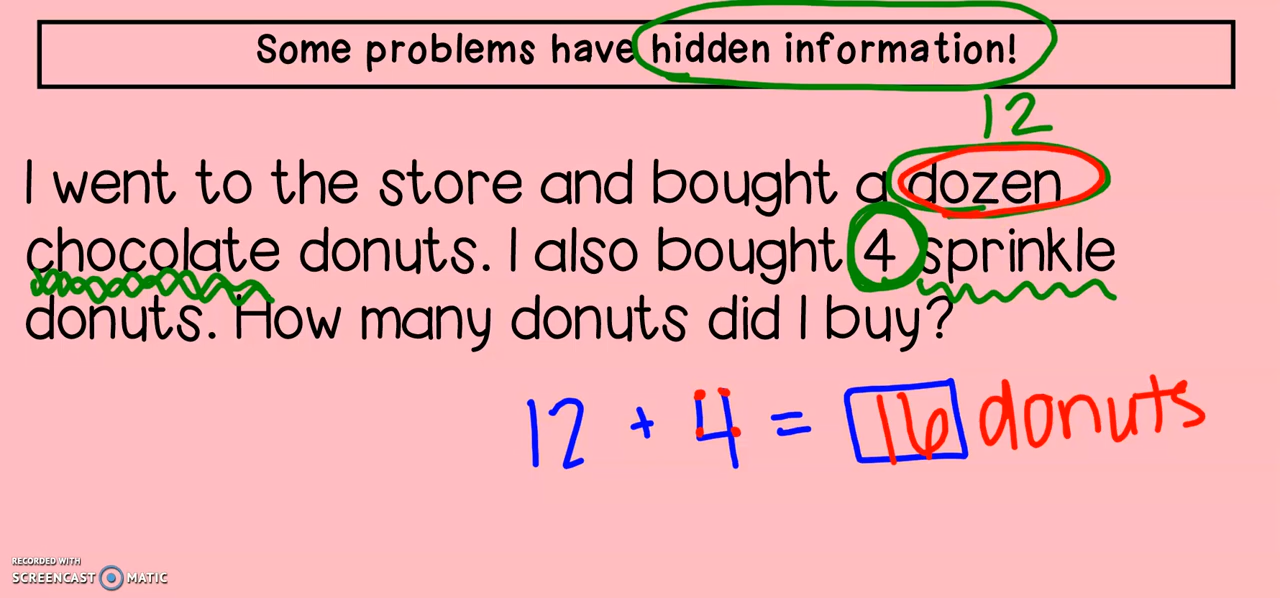 Some problems have hidden information!
12
I went to the store and bought a dozen
chocolate donuts. I also bought 4 sprinkle
donuts. How many donuts did I buy?
12 + 4 = 16 donuts
RECORDED WITH
SCREENCAST MATIC